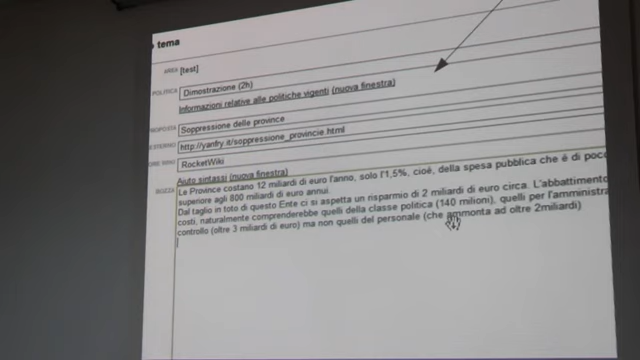 tema
AREA [test]
POLITICA Dimostrazione (2h)
Informazioni relative alle politiche vigenti (nuova finestra)
Soppressione delle province
http://yanfry.it/soppressione_provincie.html
RocketWiki
Aiuto sintassi (nuova finestra)
BOZZA Le Province costano 12 miliardi di euro l'anno, solo l'1,5%, cioè, della spesa pubblica che è di poco
superiore agli 800 miliardi di euro annui.
Dal taglio in toto di questo Ente ci si aspetta un risparmio di 2 miliardi di euro circa. L'abbattimento
costi, naturalmente comprenderebbe quelli della classe politica (140 milioni), quelli per l'amministra
controllo (oltre 3 miliardi di euro) ma non quelli del personale (che ammonta ad oltre 2miliardi)